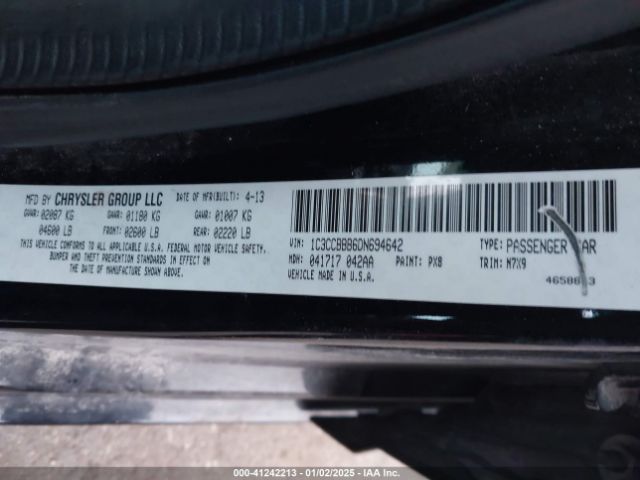 MFD BY CHRYSLER GROUP LLC DATE OF MFR(BUILT): 4-13
GVWR: 02087 KG GAWR: 01180 KG GAWR: 01007 KG
04600 LB FRONT: 02600 LB REAR: 02220 LB
THIS VEHICLE CONFORMS TO ALL APPLICABLE U.S.A. FEDERAL MOTOR VEHICLE SAFETY,
BUMPER AND THEFT PREVENTION STANDARDS IN EFFECT ON
THE DATE OF MANUFACTURE SHOWN ABOVE.
VIN: 1C3CCBBB6DN694642 TYPE: PASSENGER CAR
MDH: 041717 042AA PAINT: PX8 TRIM: N7X9
VEHICLE MADE IN U.S.A.
000-41242213 | 01/02/2025 | IAA Inc.